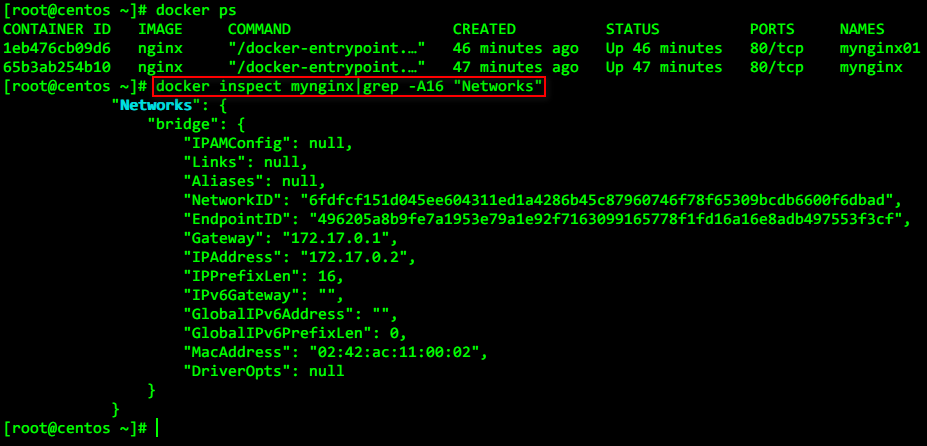 [root@centos ~]# docker ps
CONTAINER ID   IMAGE     COMMAND                  CREATED          STATUS          PORTS     NAMES
1eb476cb09d6   nginx     "/docker-entrypoint.…"   46 minutes ago   Up 46 minutes   80/tcp    mynginx01
65b3ab254b10   nginx     "/docker-entrypoint.…"   47 minutes ago   Up 47 minutes   80/tcp    mynginx
[root@centos ~]# docker inspect mynginx|grep -A16 "Networks"
            "Networks": {
                "bridge": {
                    "IPAMConfig": null,
                    "Links": null,
                    "Aliases": null,
                    "NetworkID": "6fdfcf151d045ee604311ed1a4286b45c87960746f78f65309bcdb6600f6dbad",
                    "EndpointID": "496205a8b9fe7a1953e79a1e92f7163099165778f1fd16a16e8adb497553f3cf",
                    "Gateway": "172.17.0.1",
                    "IPAddress": "172.17.0.2",
                    "IPPrefixLen": 16,
                    "IPv6Gateway": "",
                    "GlobalIPv6Address": "",
                    "GlobalIPv6PrefixLen": 0,
                    "MacAddress": "02:42:ac:11:00:02",
                    "DriverOpts": null
                }
            }
[root@centos ~]#